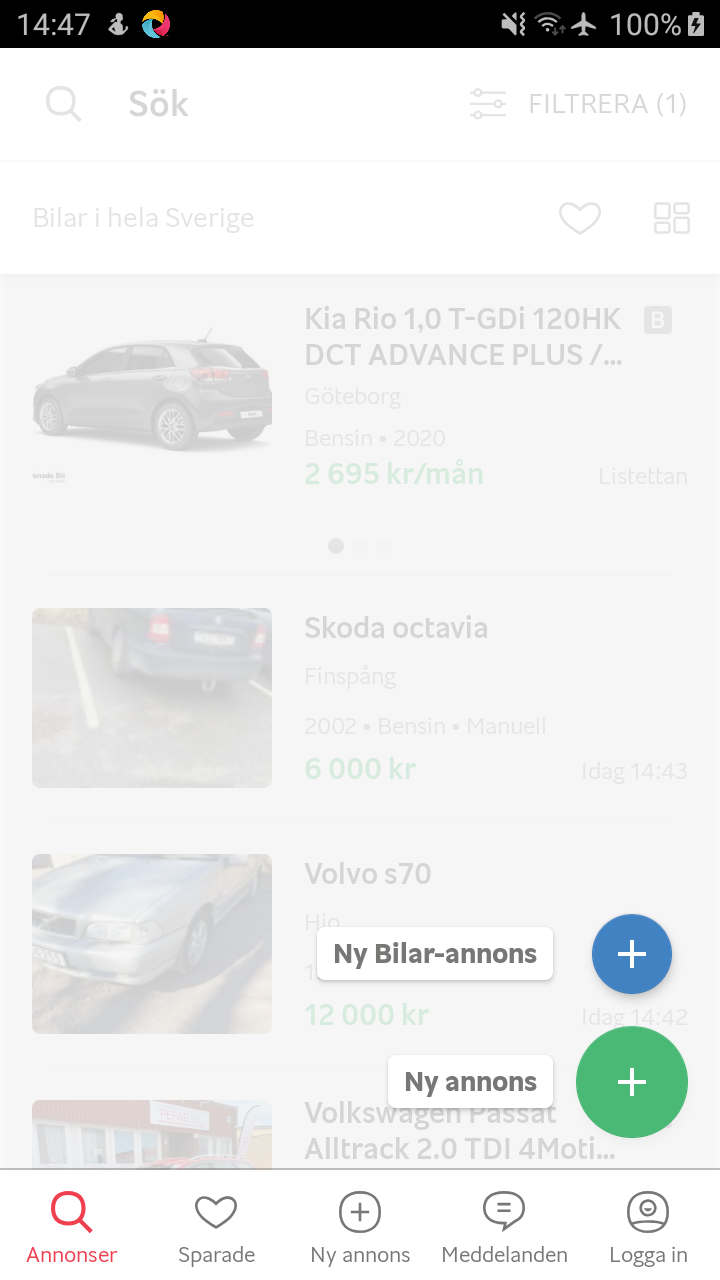 14:47
100%
Sök
FILTRERA (1)
Bilar i hela Sverige
Kia Rio 1,0 T-GDi 120HK
DCT ADVANCE PLUS /...
B
Göteborg
Bensin • 2020
2 695 kr/mån
Listettan
Skoda octavia
Finspång
2002 • Bensin • Manuell
6 000 kr
Idag 14:43
Volvo s70
Hjo
Ny Bilar-annons
12 000 kr
Idag 14:42
Ny annons
Volkswagen Passat
Alltrack 2.0 TDI 4Moti...
Annonser
Sparade
Ny annons
Meddelanden
Logga in